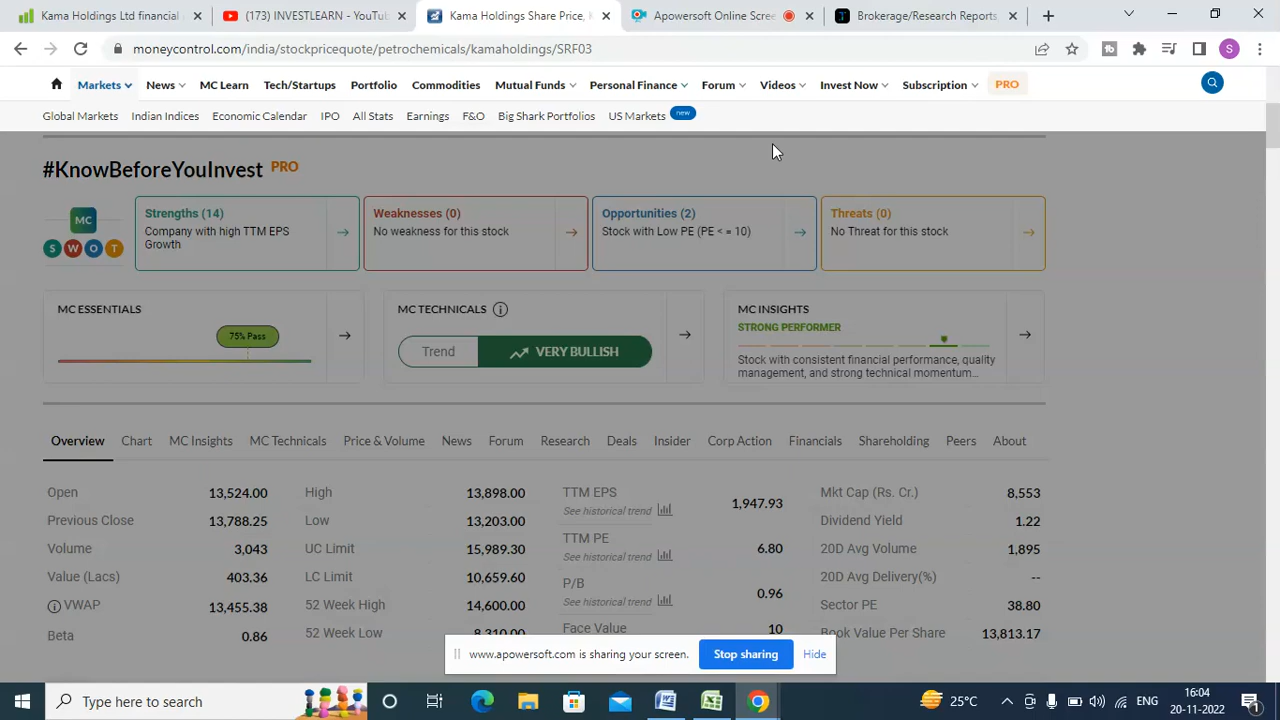 Kama Holdings Ltd financial
(173) INVESTLEARN - YouTu
Kama Holdings Share Price, K
Apowersoft Online Scree
Brokerage/Research Reports
moneycontrol.com/india/stockpricequote/petrochemicals/kamaholdings/SRF03
S
Markets News MC Learn Tech/Startups Portfolio Commodities Mutual Funds Personal Finance Forum Videos Invest Now Subscription PRO
Global Markets Indian Indices Economic Calendar IPO All Stats Earnings F&O Big Shark Portfolios US Markets new
#KnowBeforeYouInvest PRO
MC
S W O T
Strengths (14)
Company with high TTM EPS
Growth
Weaknesses (0)
No weakness for this stock
Opportunities (2)
Stock with Low PE (PE < = 10)
Threats (0)
No Threat for this stock
MC ESSENTIALS
75% Pass
MC TECHNICALS
Trend VERY BULLISH
MC INSIGHTS
STRONG PERFORMER
Stock with consistent financial performance, quality
management, and strong technical momentum...
Overview Chart MC Insights MC Technicals Price & Volume News Forum Research Deals Insider Corp Action Financials Shareholding Peers About
Open 13,524.00
Previous Close 13,788.25
Volume 3,043
Value (Lacs) 403.36
VWAP 13,455.38
Beta 0.86
High 13,898.00
Low 13,203.00
UC Limit 15,989.30
LC Limit 10,659.60
52 Week High 14,600.00
52 Week Low 8,310.00
TTM EPS 1,947.93
See historical trend
TTM PE 6.80
See historical trend
P/B 0.96
See historical trend
Face Value 10
Mkt Cap (Rs. Cr.) 8,553
Dividend Yield 1.22
20D Avg Volume 1,895
20D Avg Delivery(%) --
Sector PE 38.80
Book Value Per Share 13,813.17
www.apowersoft.com is sharing your screen. Stop sharing Hide
Type here to search
25°C
ENG
16:04
20-11-2022
1